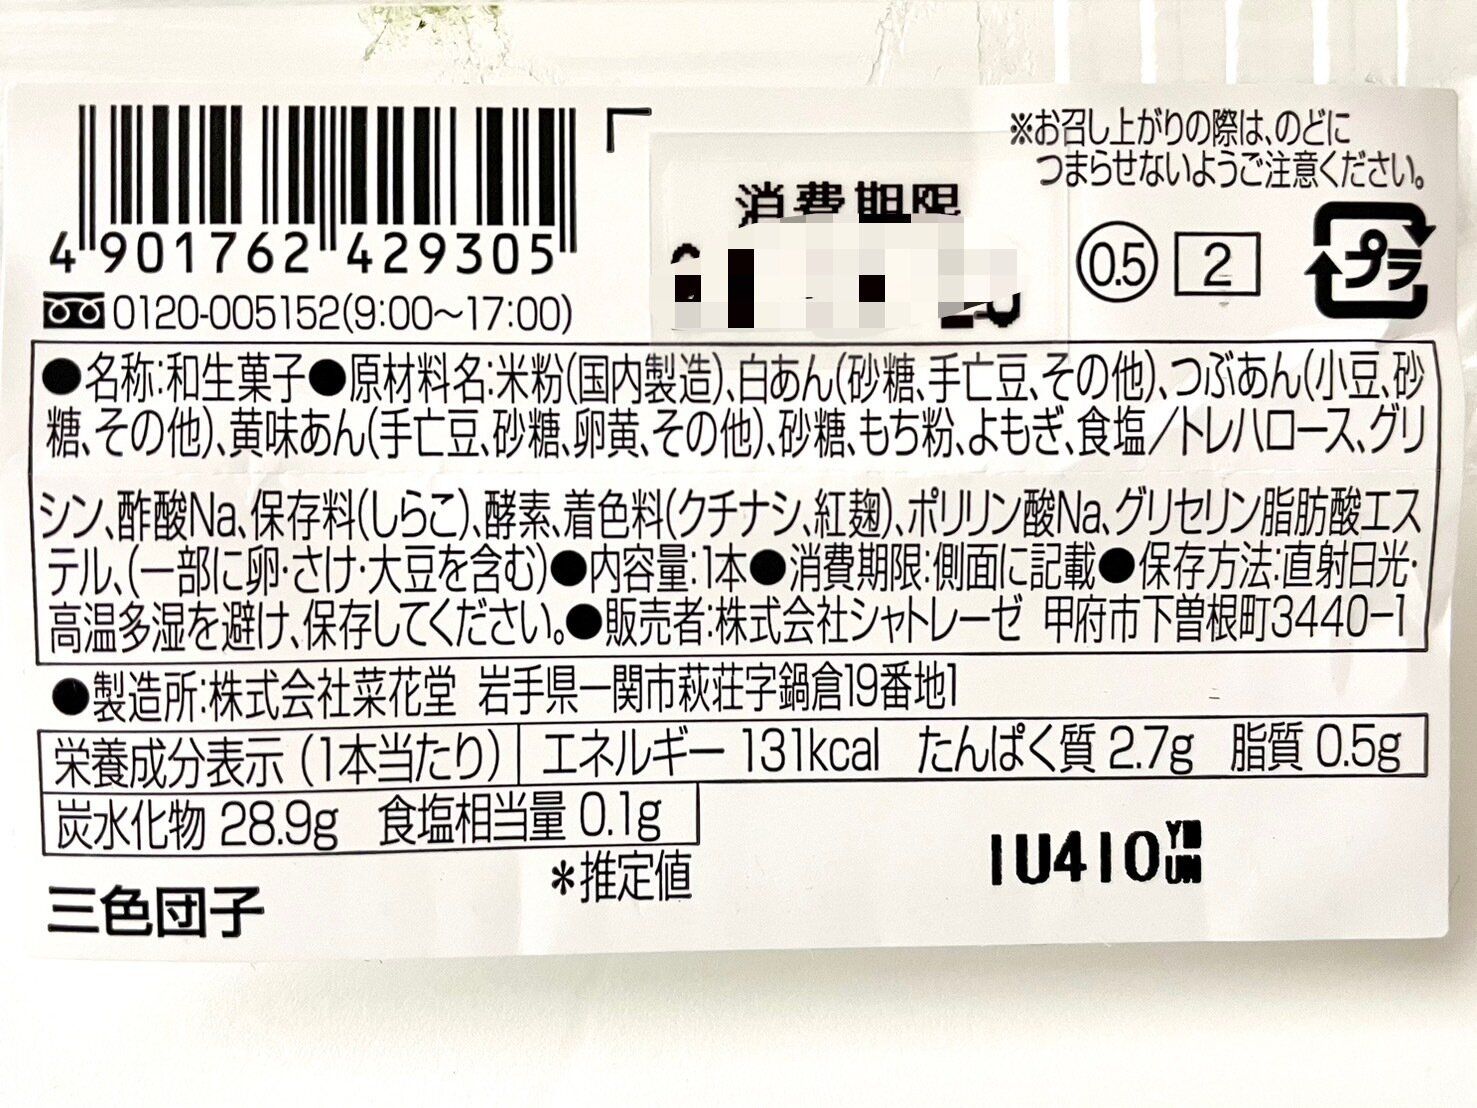 ※お召し上がりの際は、のどに
つまらせないようご注意ください。
消費期限
4 901762 429305
0.5
2
プラ
0120-005152(9:00〜17:00)
●名称:和生菓子●原材料名:米粉(国内製造)、白あん(砂糖、手亡豆、その他)、つぶあん(小豆、砂
糖、その他)、黄味あん(手亡豆、砂糖、卵黄、その他)、砂糖、もち粉、よもぎ、食塩／トレハロース、グリ
シン、酢酸Na、保存料(しらこ)、酵素、着色料(クチナシ、紅麹)、ポリリン酸Na、グリセリン脂肪酸エス
テル、(一部に卵・さけ・大豆を含む)●内容量:1本●消費期限:側面に記載●保存方法:直射日光・
高温多湿を避け、保存してください。●販売者:株式会社シャトレーゼ 甲府市下曽根町3440-1
●製造所:株式会社菜花堂 岩手県一関市萩荘字鍋倉19番地1
栄養成分表示（1本当たり） エネルギー 131kcal たんぱく質 2.7g 脂質 0.5g
炭水化物 28.9g 食塩相当量 0.1g
*推定値
1U410
三色団子